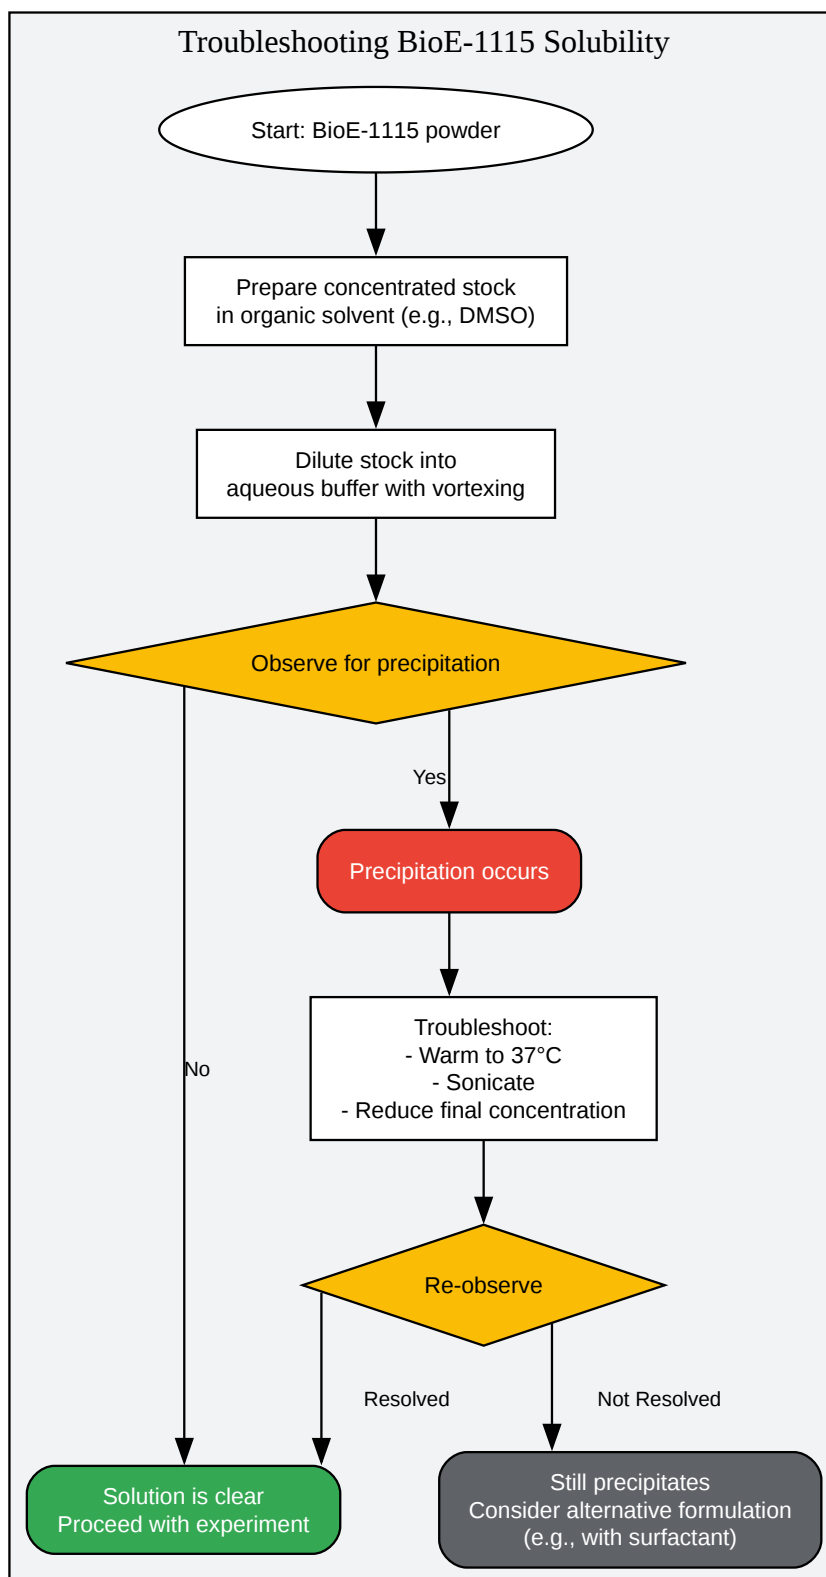 Troubleshooting BioE-1115 Solubility
Start: BioE-1115 powder
Prepare concentrated stock
in organic solvent (e.g., DMSO)
Dilute stock into
aqueous buffer with vortexing
Observe for precipitation
Yes
Precipitation occurs
Troubleshoot:
- Warm to 37°C
- Sonicate
- Reduce final concentration
No
Re-observe
Resolved
Not Resolved
Solution is clear
Proceed with experiment
Still precipitates
Consider alternative formulation
(e.g., with surfactant)